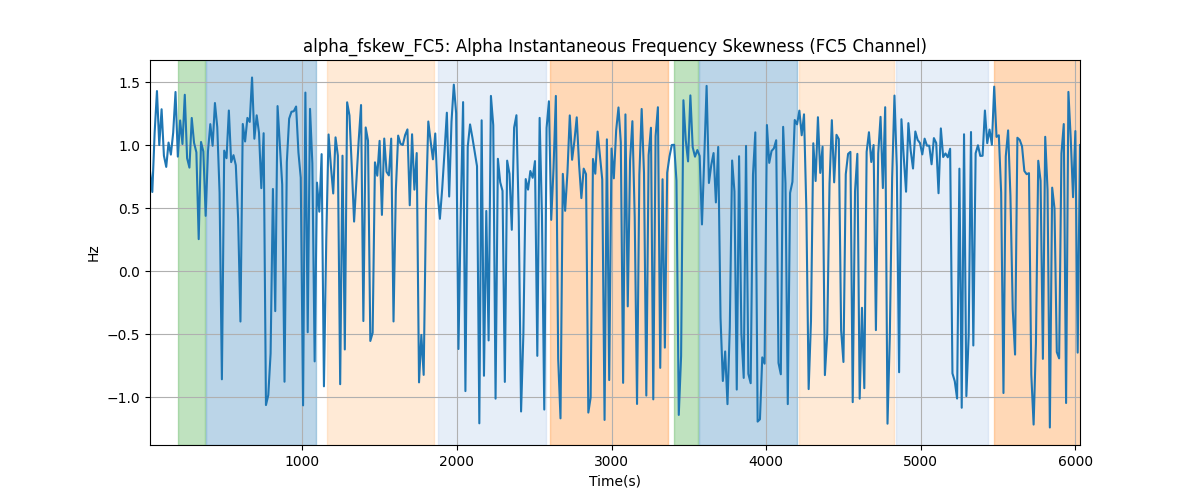 alpha_fskew_FC5: Alpha Instantaneous Frequency Skewness (FC5 Channel)
1.5
1.0
0.5
0.0
−0.5
−1.0
Hz
1000 2000 3000 4000 5000 6000
Time(s)